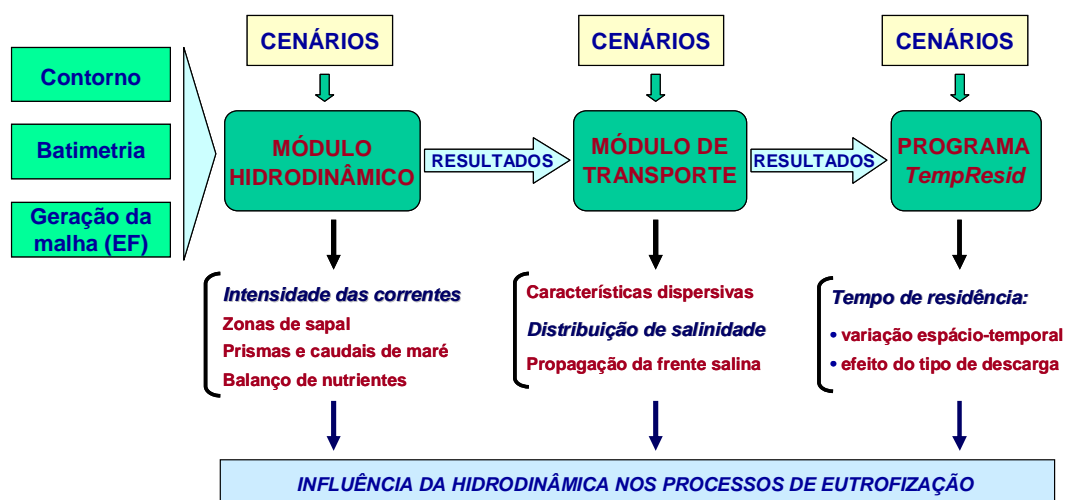 CENÁRIOS
CENÁRIOS
CENÁRIOS
Contorno
Batimetria
Geração da
malha (EF)
MÓDULO
HIDRODINÂMICO
RESULTADOS
MÓDULO DE
TRANSPORTE
RESULTADOS
PROGRAMA
TempResid
Intensidade das correntes
Zonas de sapal
Prismas e caudais de maré
Balanço de nutrientes
Características dispersivas
Distribuição de salinidade
Propagação da frente salina
Tempo de residência:
• variação espácio-temporal
• efeito do tipo de descarga
INFLUÊNCIA DA HIDRODINÂMICA NOS PROCESSOS DE EUTROFIZAÇÃO